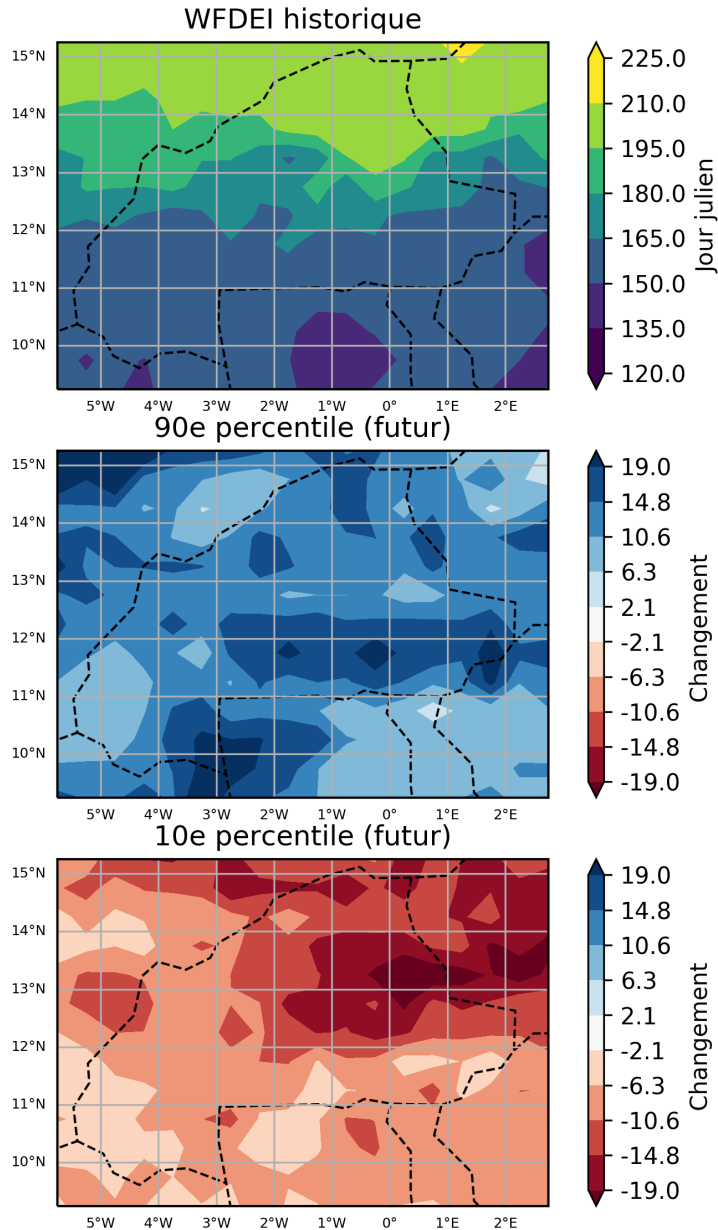 WFDEI historique
15°N
14°N
13°N
12°N
11°N
10°N
5°W 4°W 3°W 2°W 1°W 0° 1°E 2°E
225.0
210.0
195.0
180.0
165.0
150.0
135.0
120.0
Jour julien
90e percentile (futur)
15°N
14°N
13°N
12°N
11°N
10°N
5°W 4°W 3°W 2°W 1°W 0° 1°E 2°E
19.0
14.8
10.6
6.3
2.1
-2.1
-6.3
-10.6
-14.8
-19.0
Changement
10e percentile (futur)
15°N
14°N
13°N
12°N
11°N
10°N
5°W 4°W 3°W 2°W 1°W 0° 1°E 2°E
19.0
14.8
10.6
6.3
2.1
-2.1
-6.3
-10.6
-14.8
-19.0
Changement